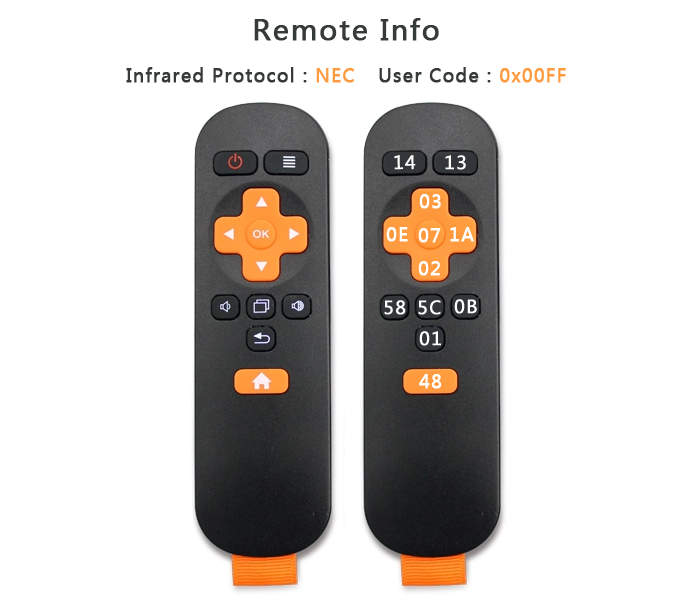 Remote Info
Infrared Protocol : NEC User Code : 0x00FF
OK
14 13
03
0E 07 1A
02
58 5C 0B
01
48